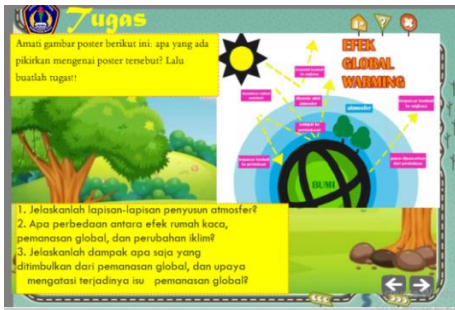 Tugas
Amati gambar poster berikut ini: apa yang ada
pikirkan mengenai poster tersebut? Lalu
buatlah tugas!!
EFEK
GLOBAL
WARMING
atmosfer
BUMI
1. Jelaskanlah lapisan-lapisan penyusun atmosfer?
2. Apa perbedaan antara efek rumah kaca,
pemanasan global, dan perubahan iklim?
3. Jelaskanlah dampak apa saja yang
ditimbulkan dari pemanasan global, dan upaya
mengatasi terjadinya isu pemanasan global?